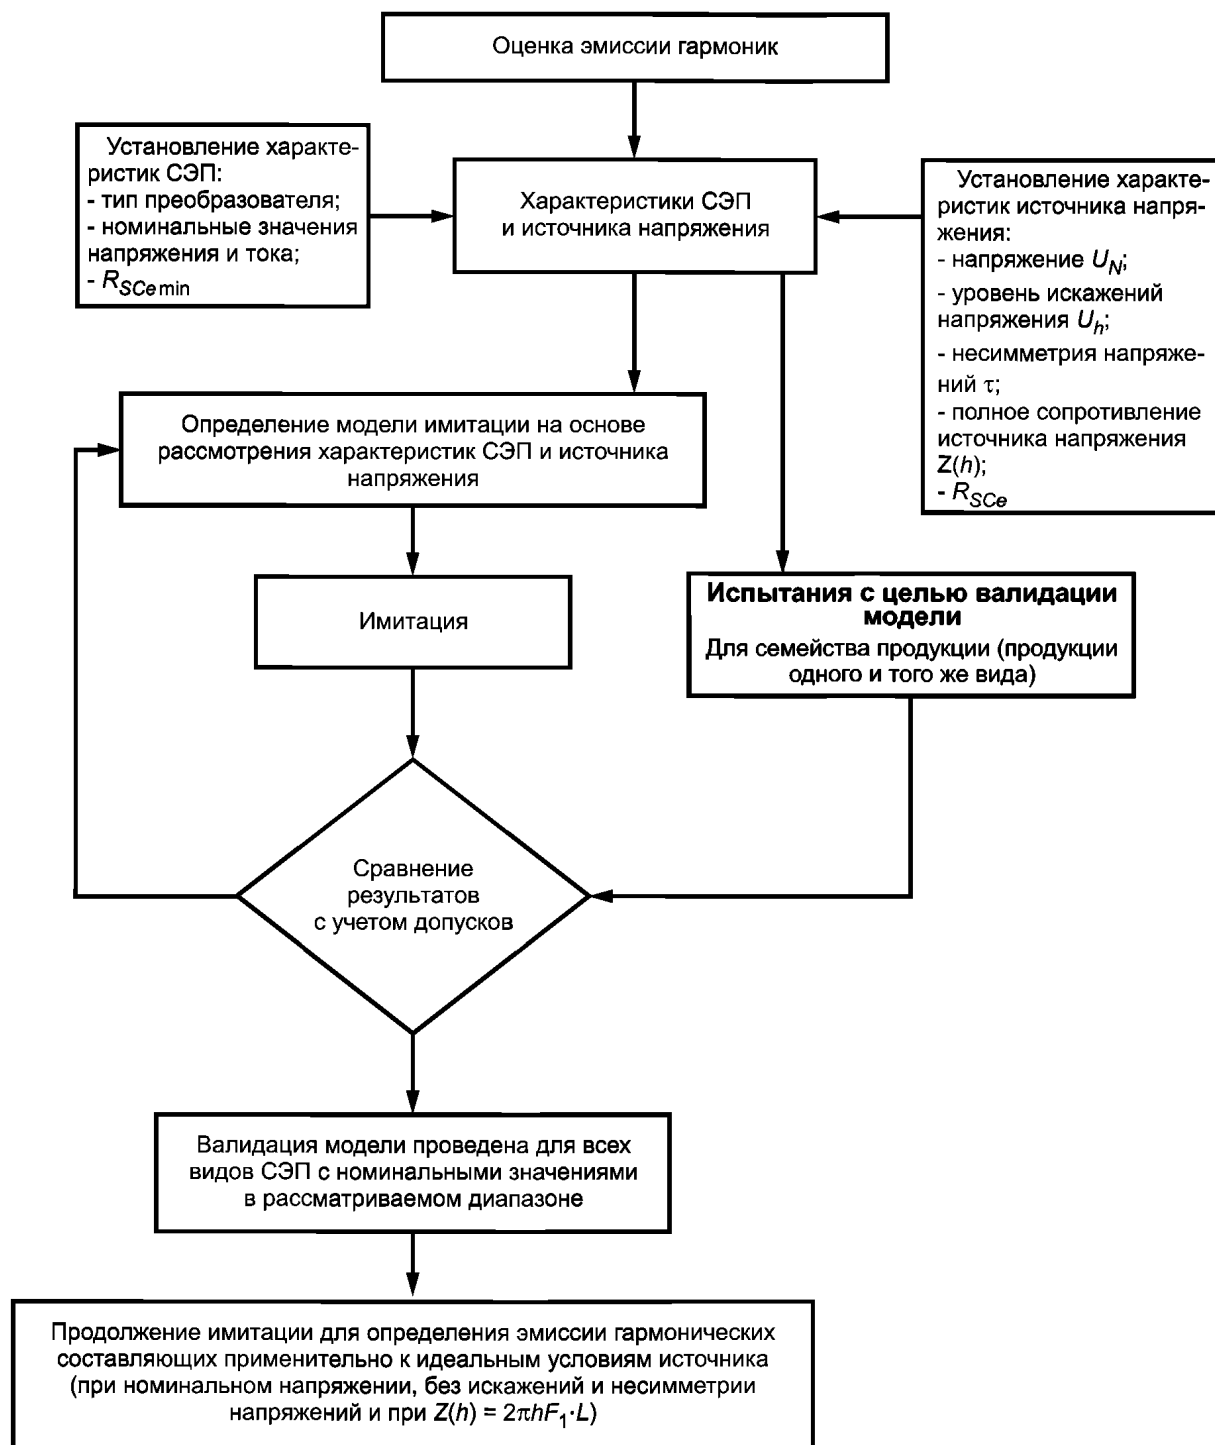 Оценка эмиссии гармоник
Установление характе-
ристик СЭП:
- тип преобразователя;
- номинальные значения
напряжения и тока;
- R_SCe min
Характеристики СЭП
и источника напряжения
Установление характе-
ристик источника напря-
жения:
- напряжение U_N;
- уровень искажений
напряжения U_h;
- несимметрия напряже-
ний τ;
- полное сопротивление
источника напряжения
Z(h);
- R_SCe
Определение модели имитации на основе
рассмотрения характеристик СЭП и источника
напряжения
Имитация
Испытания с целью валидации
модели
Для семейства продукции (продукции
одного и того же вида)
Сравнение
результатов
с учетом допусков
Валидация модели проведена для всех
видов СЭП с номинальными значениями
в рассматриваемом диапазоне
Продолжение имитации для определения эмиссии гармонических
составляющих применительно к идеальным условиям источника
(при номинальном напряжении, без искажений и несимметрии
напряжений и при Z(h) = 2πhF₁·L)